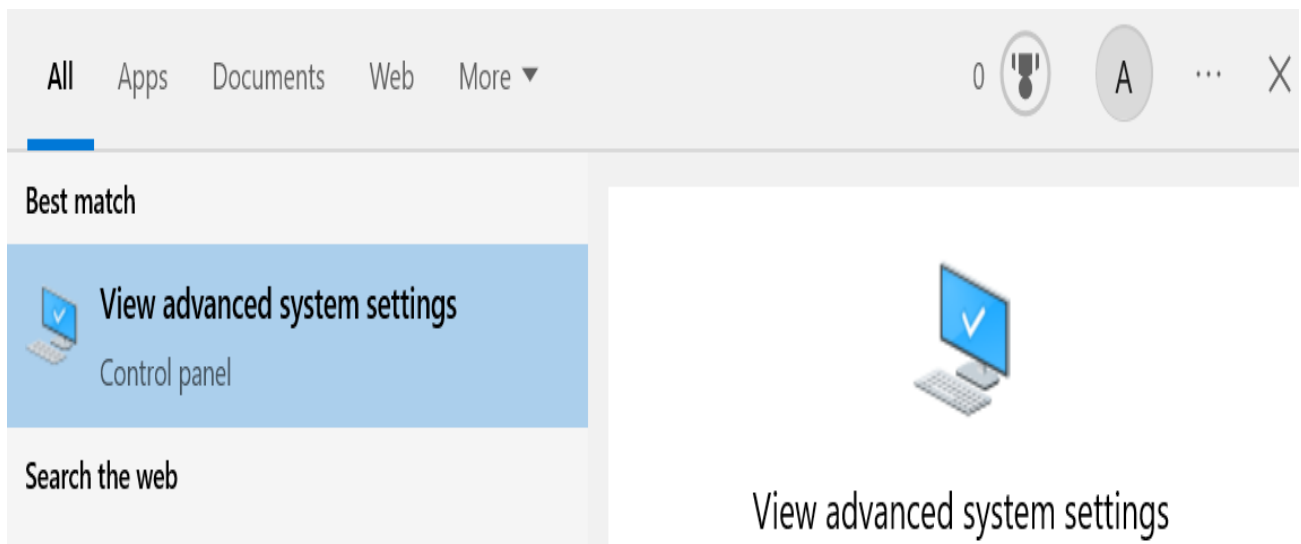 All Apps Documents Web More 0 A ...
Best match
View advanced system settings
Control panel
Search the web
View advanced system settings